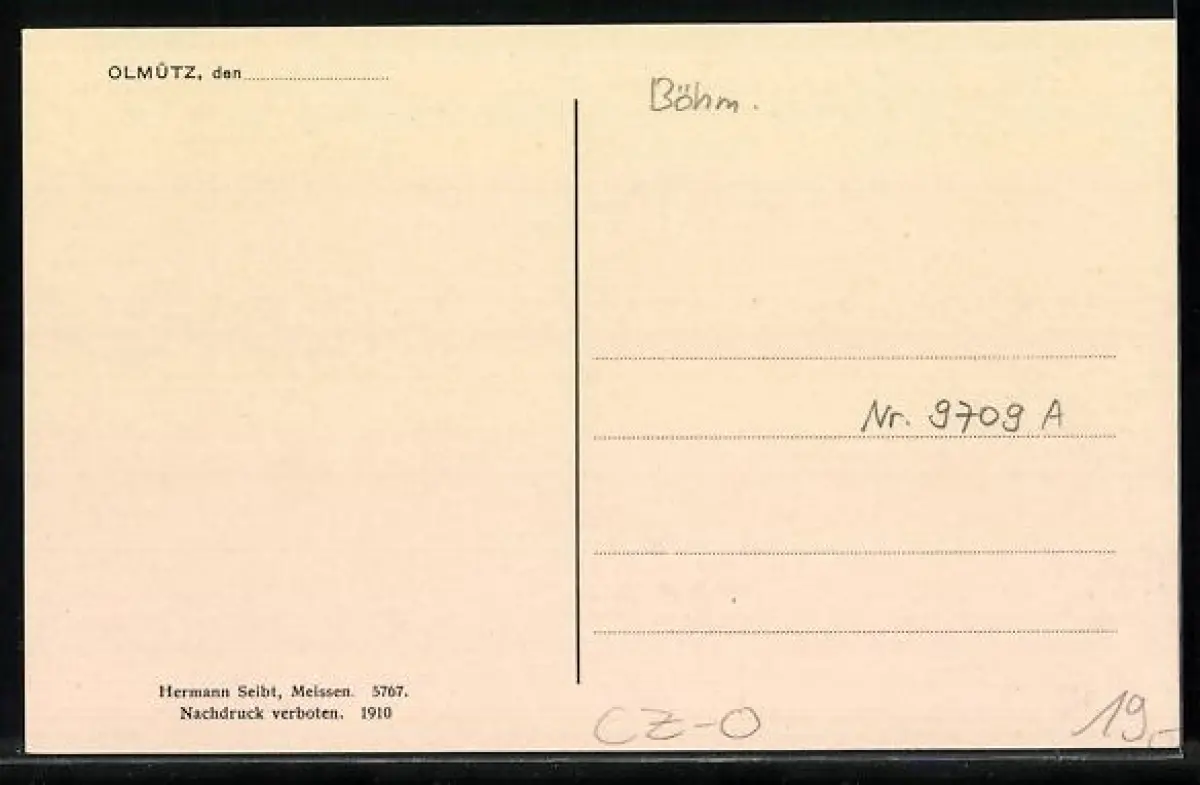 OLMÜTZ, den
Böhm.
Nr. 9709 A
Hermann Seibt, Meissen. 5767.
Nachdruck verboten. 1910
CZ-O
19,-